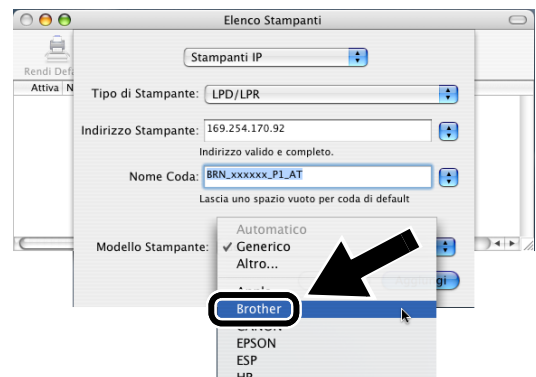 Elenco Stampanti
Stampanti IP
Rendi Defa
Attiva N
Tipo di Stampante: LPD/LPR
Indirizzo Stampante: 169.254.170.92
Indirizzo valido e completo.
Nome Coda: BRN_xxxxxx_P1_AT
Lascia uno spazio vuoto per coda di default
Modello Stampante:
Automatico
✓ Generico
Altro...
Brother
EPSON
ESP
HP